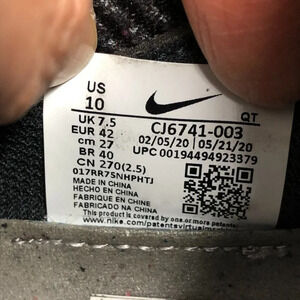 US
10
QT
UK 7.5
EUR 42
cm 27
BR 40
CN 270(2.5)
CJ6741-003
02/05/20 05/21/20
UPC 00194494923379
017RR7SNHPHTJ
MADE IN CHINA
HECHO EN CHINA
FABRIQUE EN CHINE
FABRICADO NA CHINA
This product is covered by one or more
www.nike.com/patentsvirtual